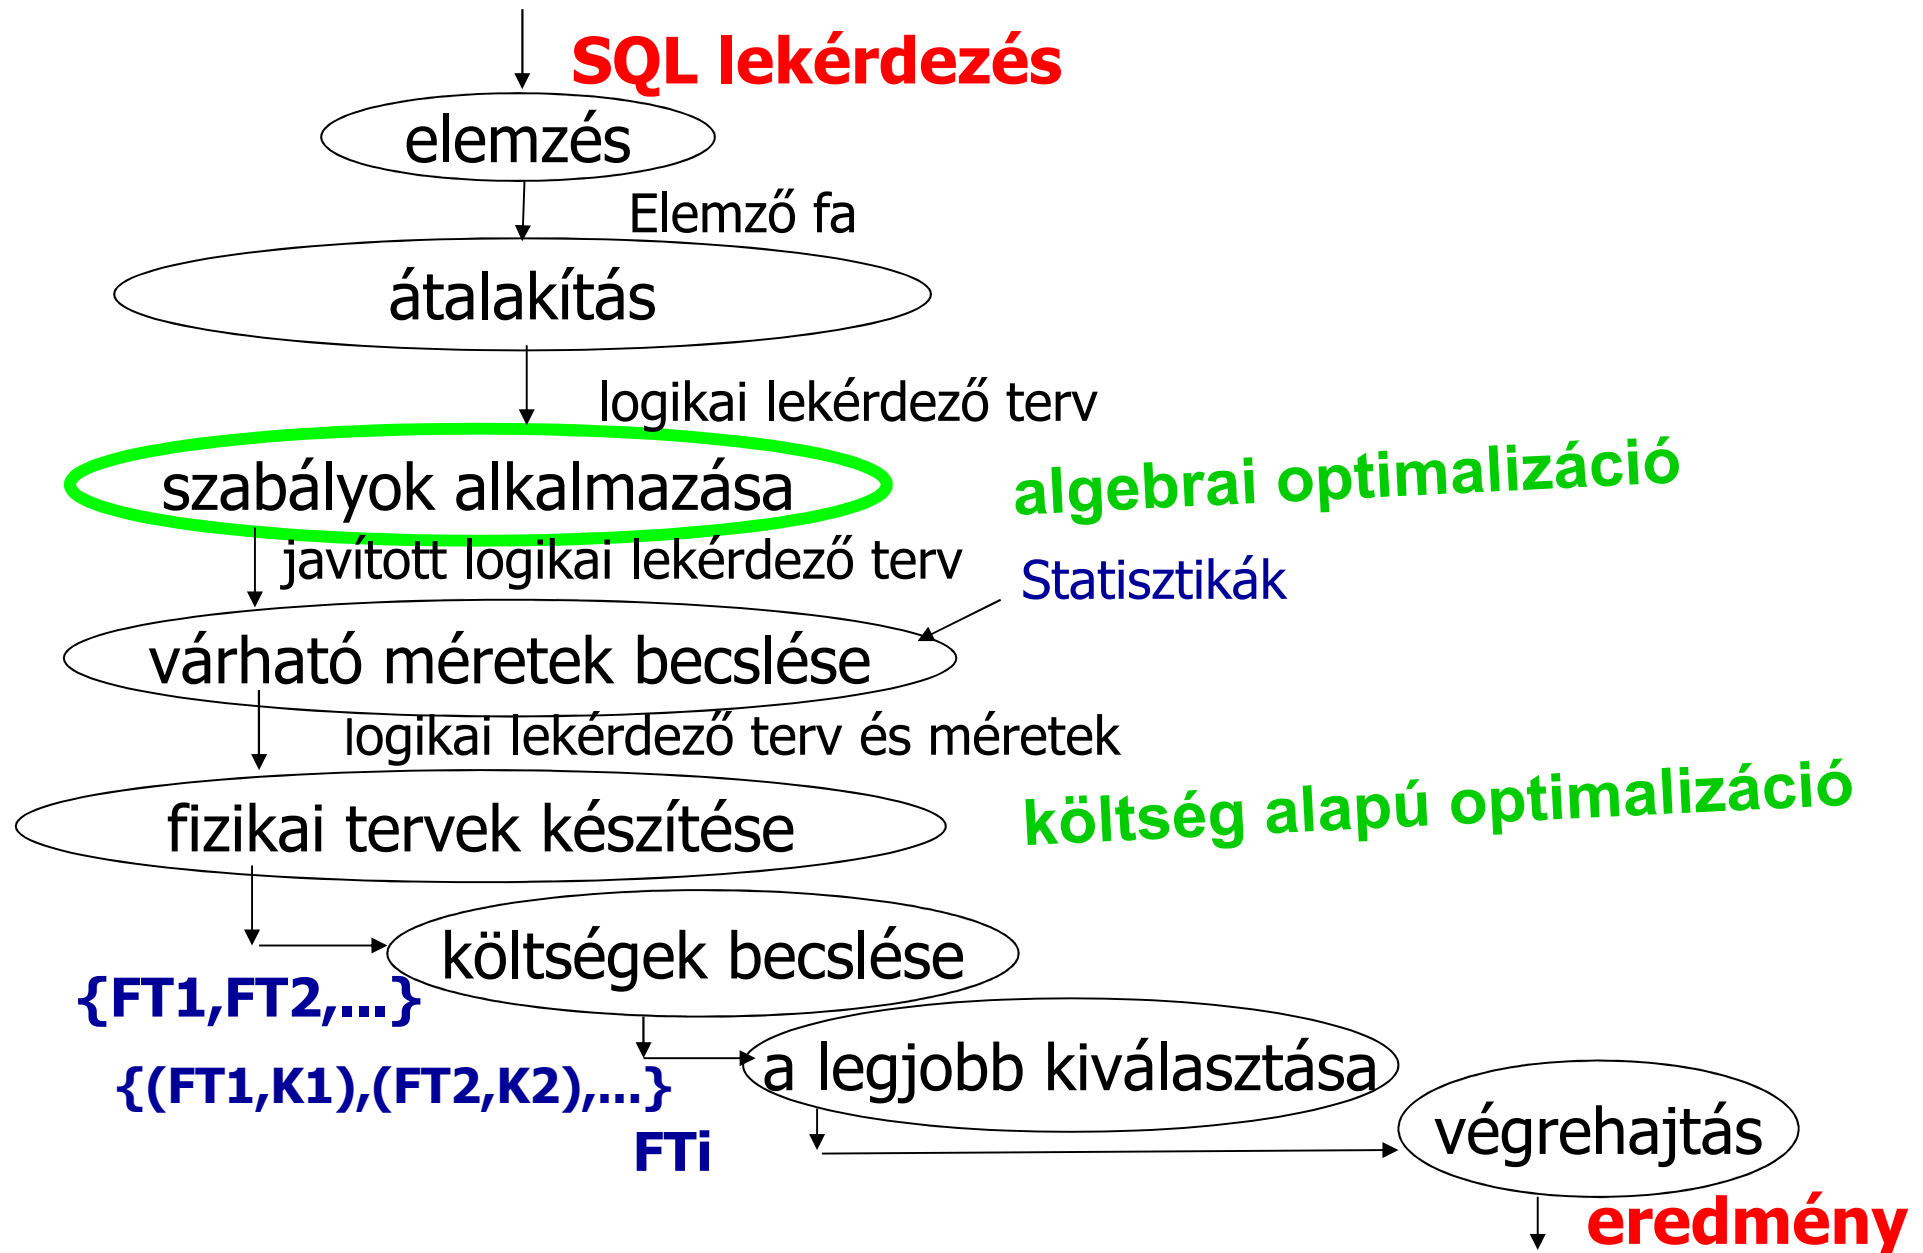 SQL lekérdezés
elemzés
Elemző fa
átalakítás
logikai lekérdező terv
szabályok alkalmazása
algebrai optimalizáció
javított logikai lekérdező terv
Statisztikák
várható méretek becslése
logikai lekérdező terv és méretek
fizikai tervek készítése
költség alapú optimalizáció
költségek becslése
{FT1,FT2,...}
a legjobb kiválasztása
{(FT1,K1),(FT2,K2),...}
végrehajtás
FTi
eredmény